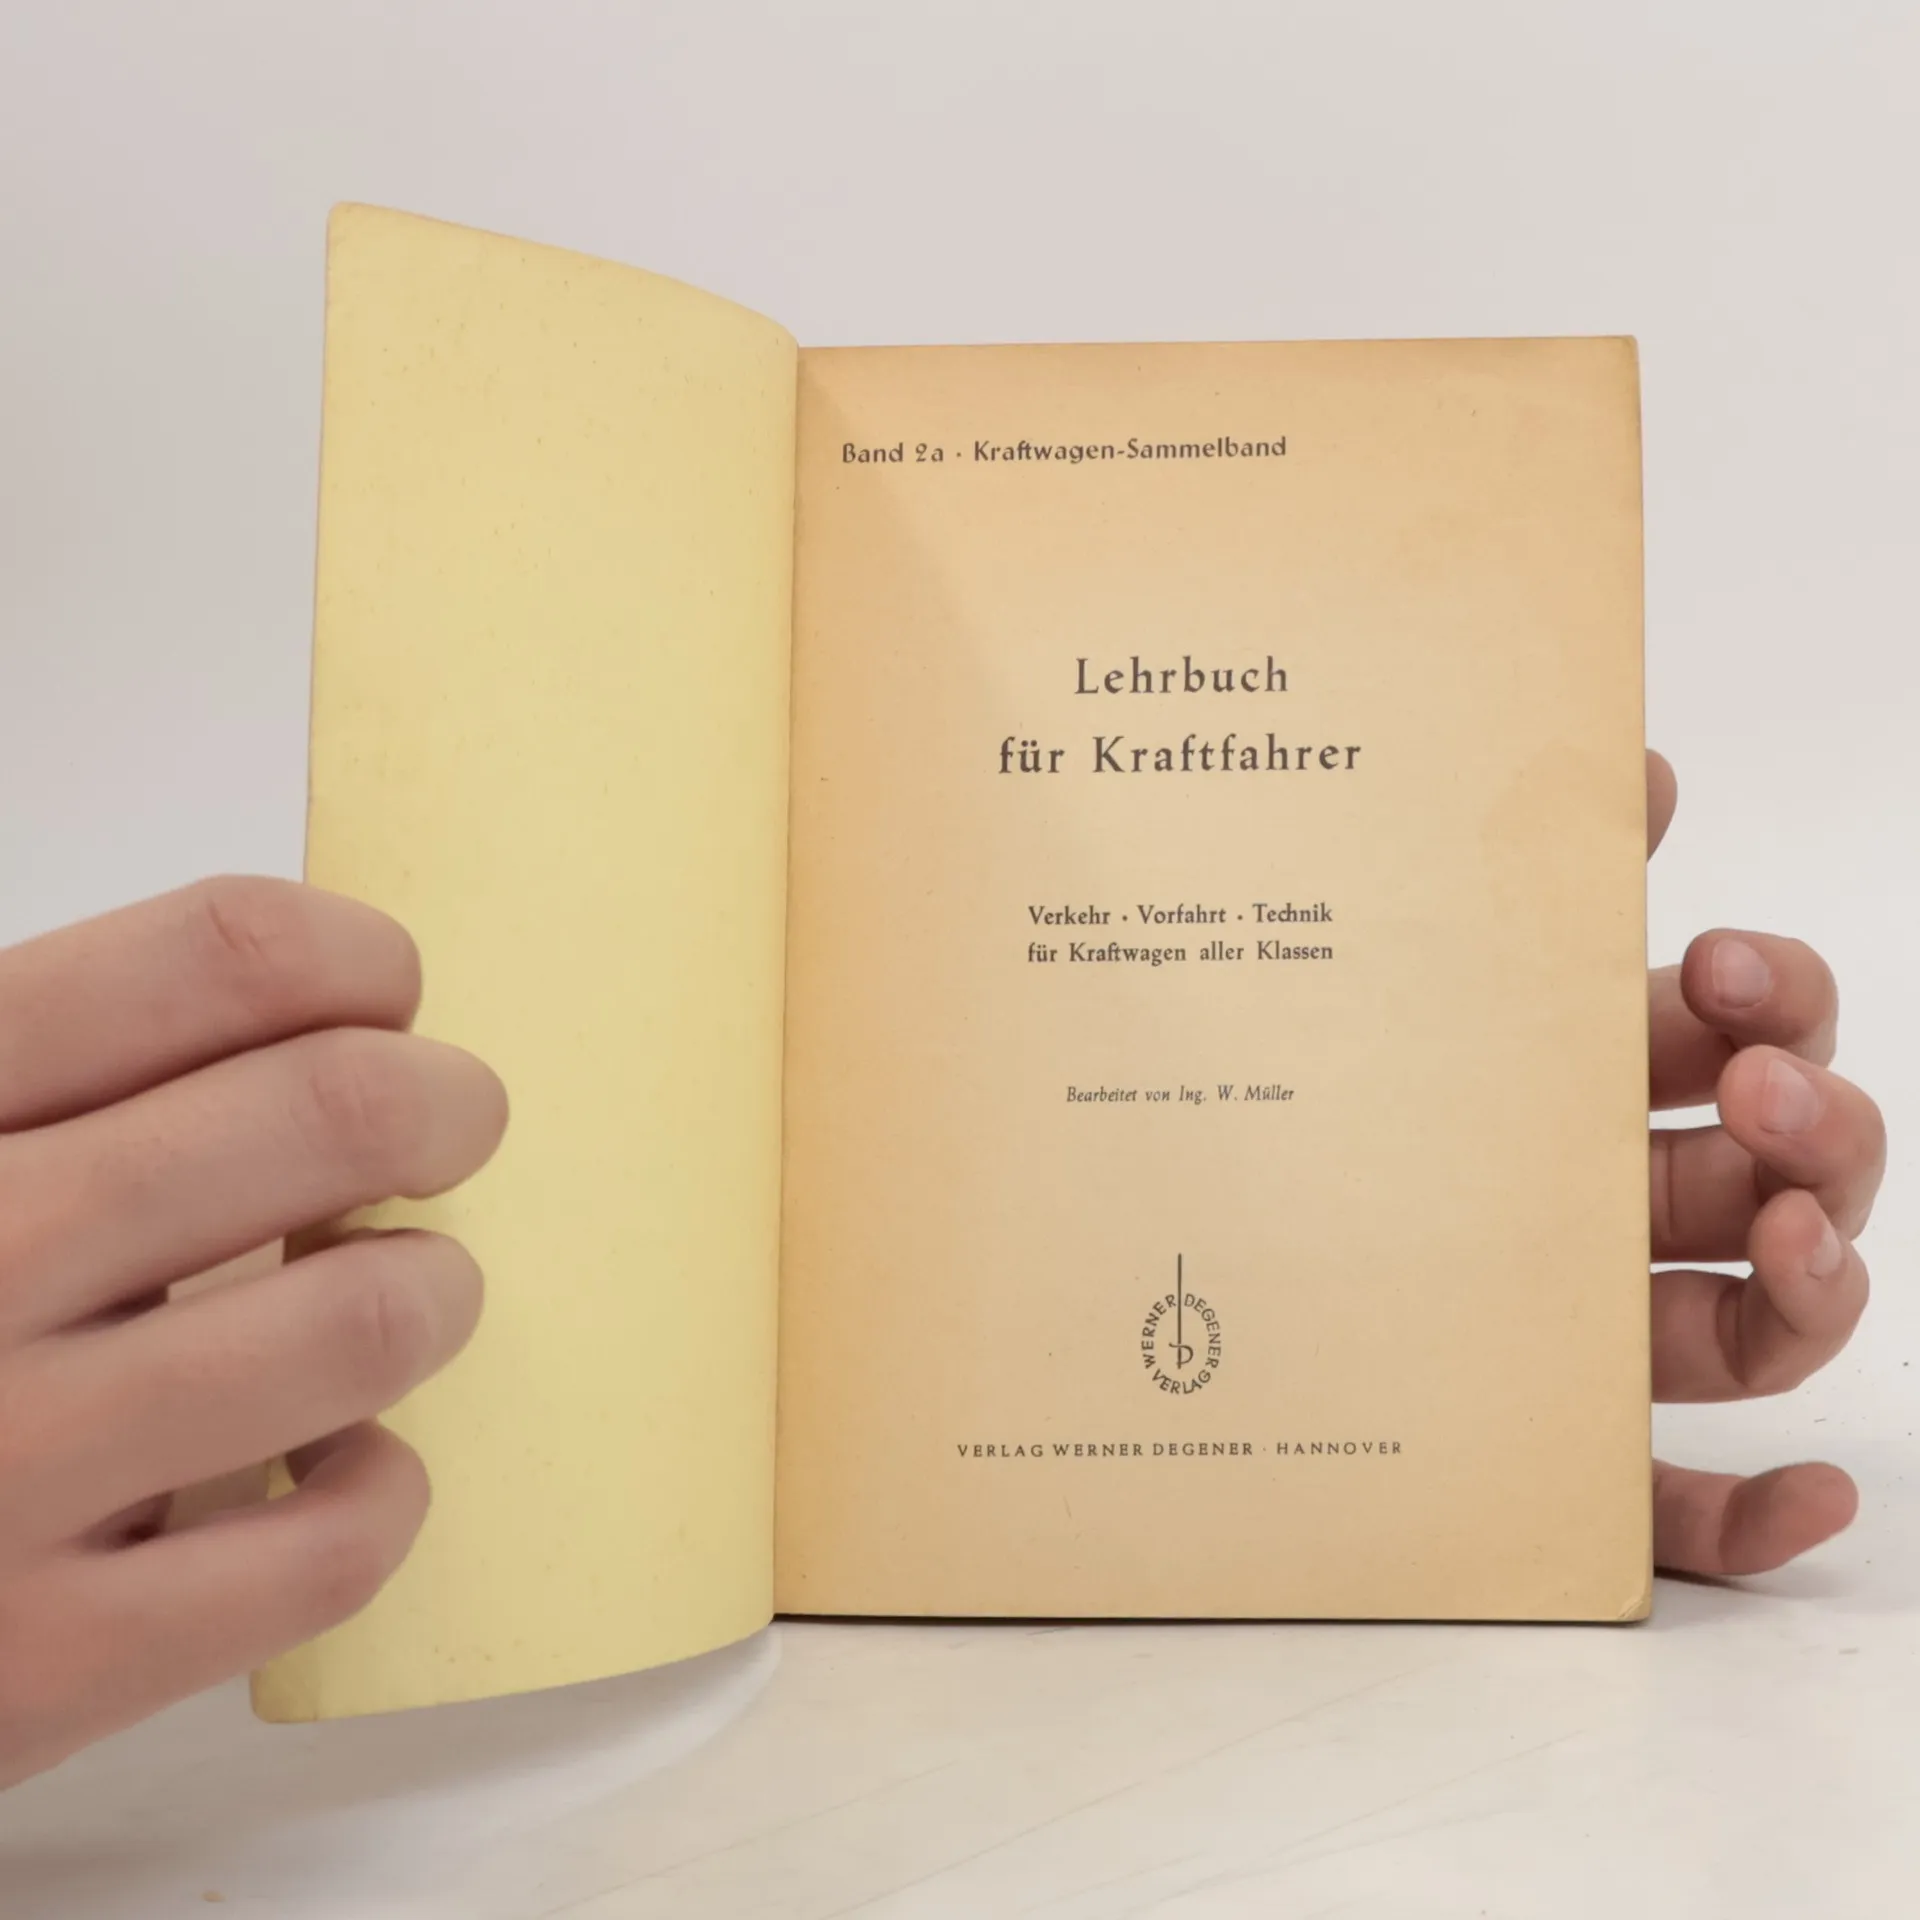 Band 2a · Kraftwagen-Sammelband
Lehrbuch
für Kraftfahrer
Verkehr · Vorfahrt · Technik
für Kraftwagen aller Klassen
Bearbeitet von Ing. W. Müller
WERNER DEGENER VERLAG
VERLAG WERNER DEGENER · HANNOVER